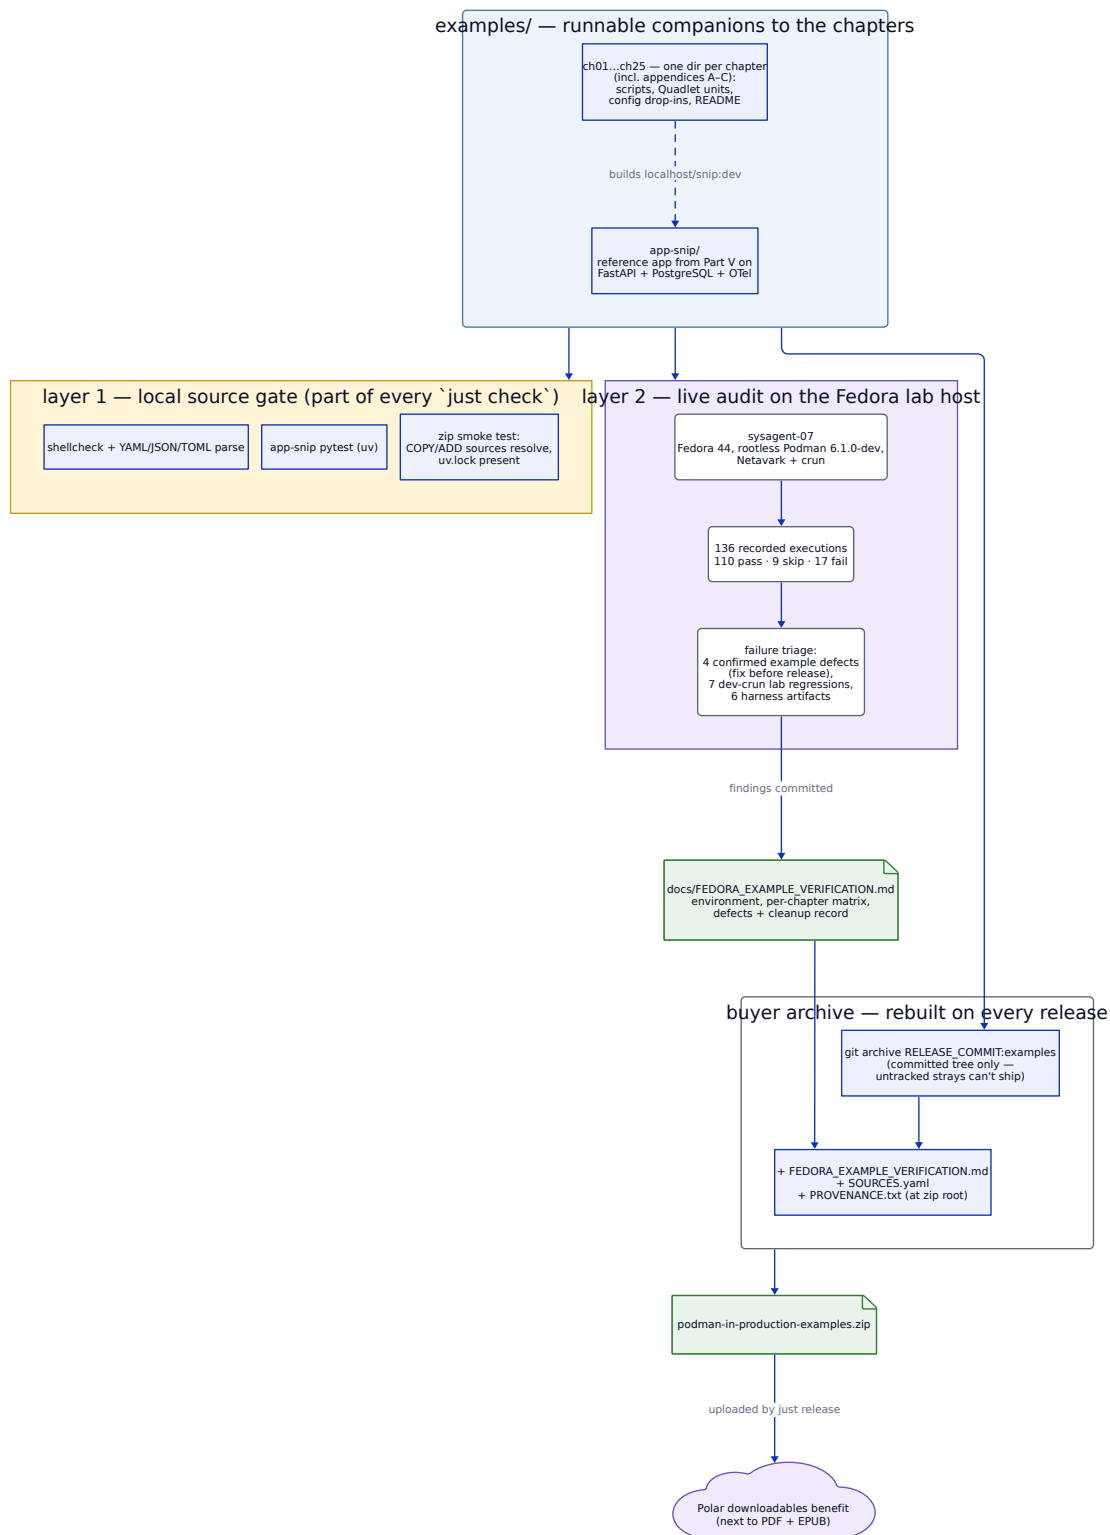 examples/ — runnable companions to the chapters
ch01...ch25 — one dir per chapter
(incl. appendices A–C):
scripts, Quadlet units,
config drop-ins, README
builds localhost/snip:dev
app-snip/
reference app from Part V on
FastAPI + PostgreSQL + OTel
layer 1 — local source gate (part of every `just check`)
shellcheck + YAML/JSON/TOML parse
app-snip pytest (uv)
zip smoke test:
COPY/ADD sources resolve,
uv.lock present
layer 2 — live audit on the Fedora lab host
sysagent-07
Fedora 44, rootless Podman 6.1.0-dev,
Netavark + crun
136 recorded executions
110 pass · 9 skip · 17 fail
failure triage:
4 confirmed example defects
(fix before release),
7 dev-crun lab regressions,
6 harness artifacts
findings committed
docs/FEDORA_EXAMPLE_VERIFICATION.md
environment, per-chapter matrix,
defects + cleanup record
buyer archive — rebuilt on every release
git archive RELEASE_COMMIT:examples
(committed tree only —
untracked strays can't ship)
+ FEDORA_EXAMPLE_VERIFICATION.md
+ SOURCES.yaml
+ PROVENANCE.txt (at zip root)
podman-in-production-examples.zip
uploaded by just release
Polar downloadables benefit
(next to PDF + EPUB)